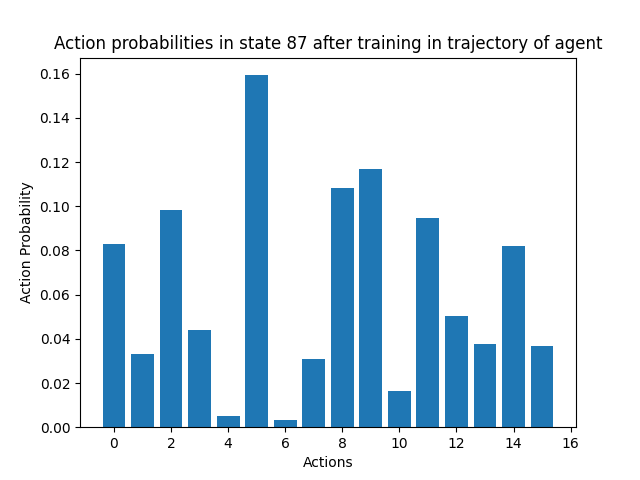 Action probabilities in state 87 after training in trajectory of agent
0.16
0.14
0.12
0.10
0.08
0.06
0.04
0.02
0.00
Action Probability
0 2 4 6 8 10 12 14 16
Actions